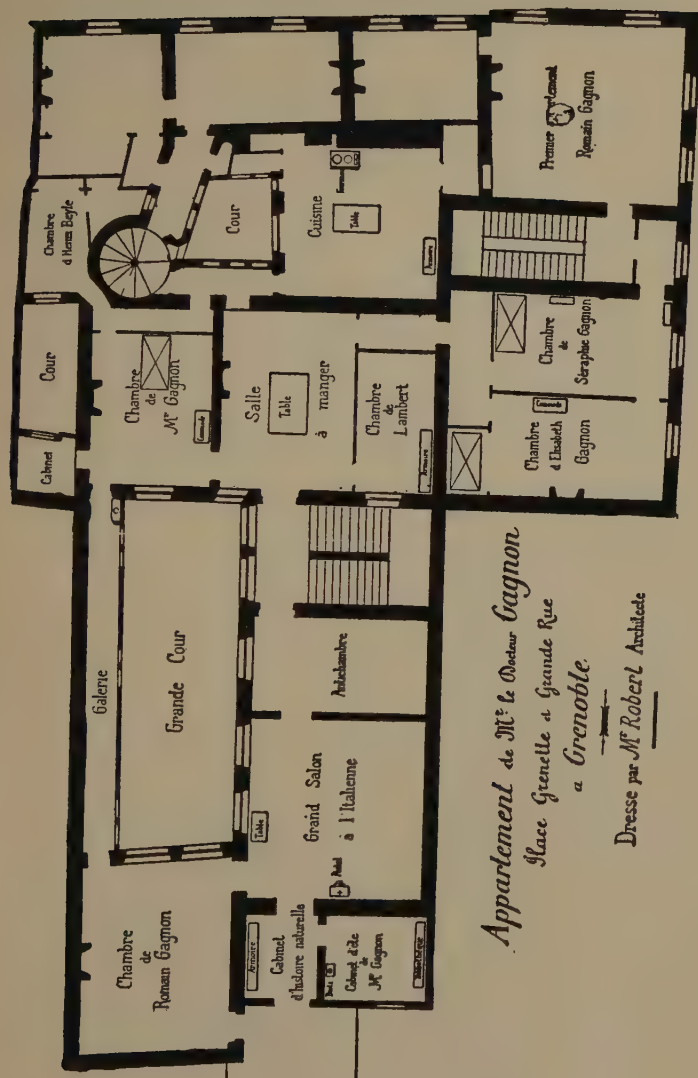 Chambre
d'Henri Beyle
Cour
Cuisine
Table
Armoire
Premier Appartement
Romain Gagnon
Cour
Cabinet
Chambre
de
Mr Gagnon
Commode
Salle
à manger
Table
Chambre
de
Lambert
Armoire
Chambre
de
Séraphie Gagnon
Chambre
d'Elisabeth
Gagnon
Galerie
Grande Cour
Antichambre
Grand Salon
à l'Italienne
Table
Autel
Chambre
de
Romain Gagnon
Armoire
Cabinet
d'histoire naturelle
Cabinet d'été
de
Mr Gagnon
Appartement de Mr le Docteur Gagnon
Place Grenette et Grande Rue
à Grenoble.
Dressé par Mr Robert Architecte